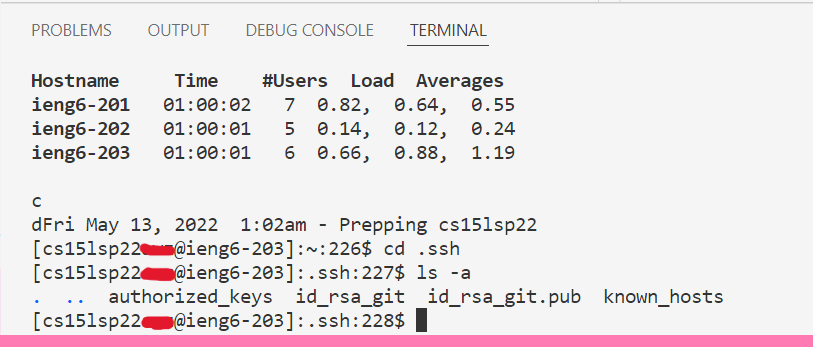 PROBLEMS OUTPUT DEBUG CONSOLE TERMINAL
Hostname Time #Users Load Averages
ieng6-201 01:00:02 7 0.82, 0.64, 0.55
ieng6-202 01:00:01 5 0.14, 0.12, 0.24
ieng6-203 01:00:01 6 0.66, 0.88, 1.19
c
dFri May 13, 2022 1:02am - Prepping cs15lsp22
[cs15lsp22 @ieng6-203]:~:226$ cd .ssh
[cs15lsp22 @ieng6-203]:.ssh:227$ ls -a
. .. authorized_keys id_rsa_git id_rsa_git.pub known_hosts
[cs15lsp22 @ieng6-203]:.ssh:228$